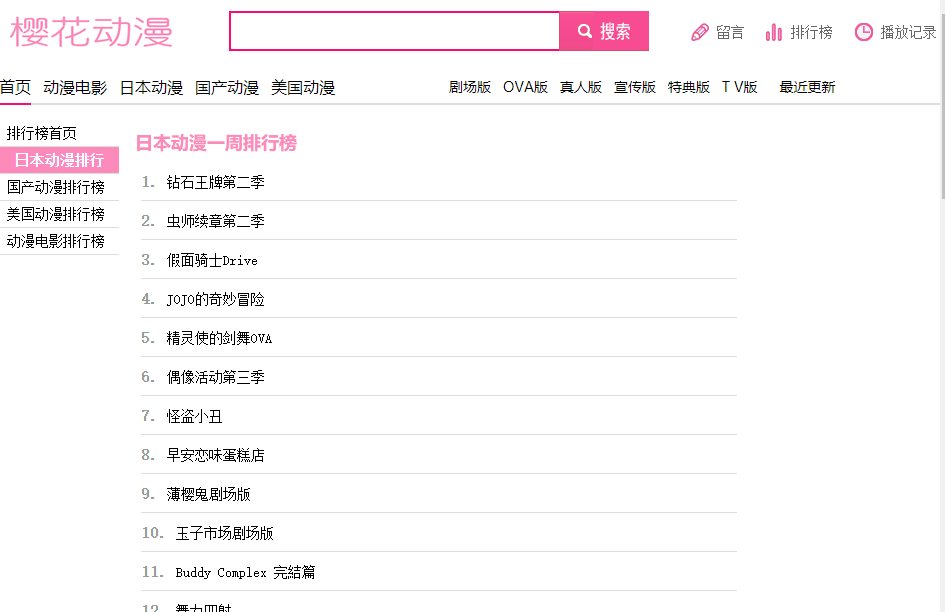 樱花动漫
搜索
留言 排行榜 播放记录
首页 动漫电影 日本动漫 国产动漫 美国动漫 剧场版 OVA版 真人版 宣传版 特典版 T V版 最近更新
排行榜首页
日本动漫排行
国产动漫排行榜
美国动漫排行榜
动漫电影排行榜
日本动漫一周排行榜
1. 钻石王牌第二季
2. 虫师续章第二季
3. 假面骑士Drive
4. JOJO的奇妙冒险
5. 精灵使的剑舞OVA
6. 偶像活动第三季
7. 怪盗小丑
8. 早安恋味蛋糕店
9. 薄樱鬼剧场版
10. 玉子市场剧场版
11. Buddy Complex 完結篇
12. 舞力四射